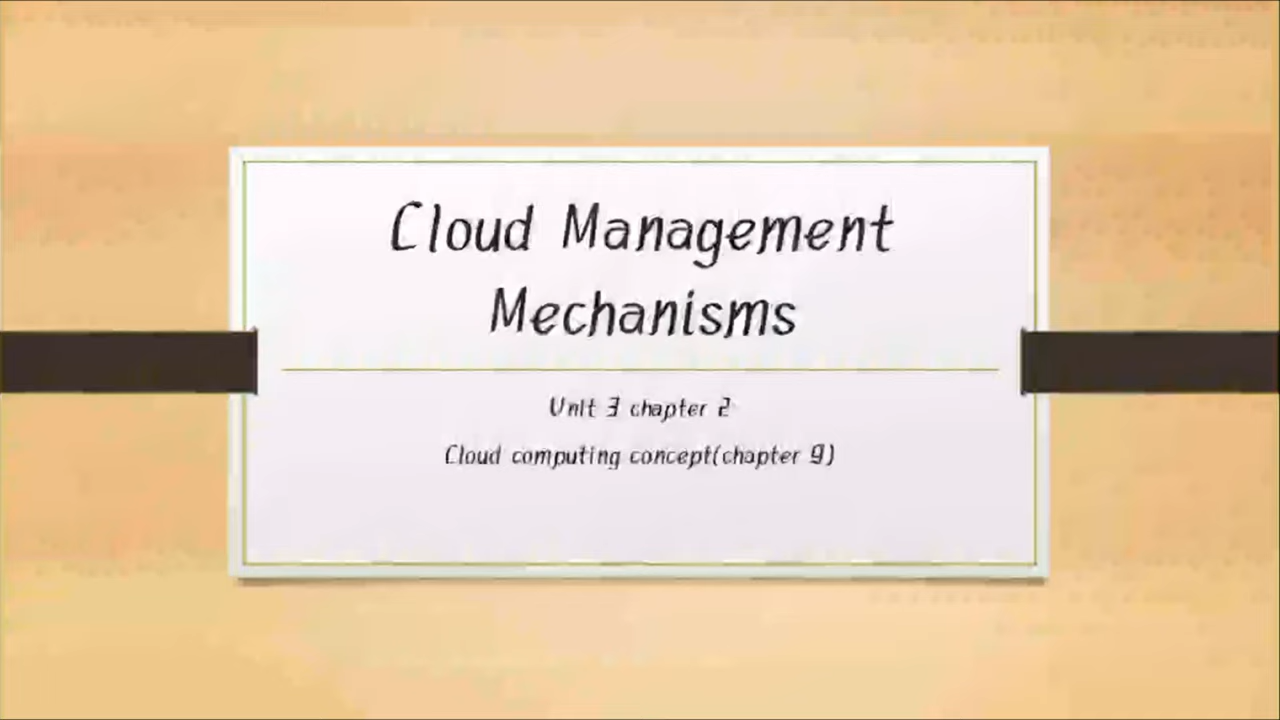 Cloud Management
Mechanisms
Unit 3 chapter 2
Cloud computing concept(chapter 9)